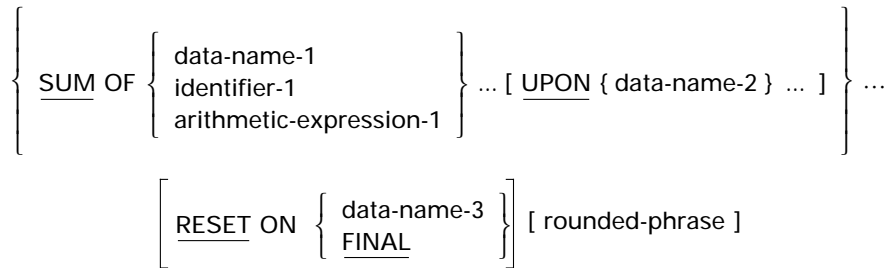 data-name-1
SUM OF { identifier-1 } ... [ UPON { data-name-2 } ... ] } ...
arithmetic-expression-1
RESET ON { data-name-3 } [ rounded-phrase ]
FINAL